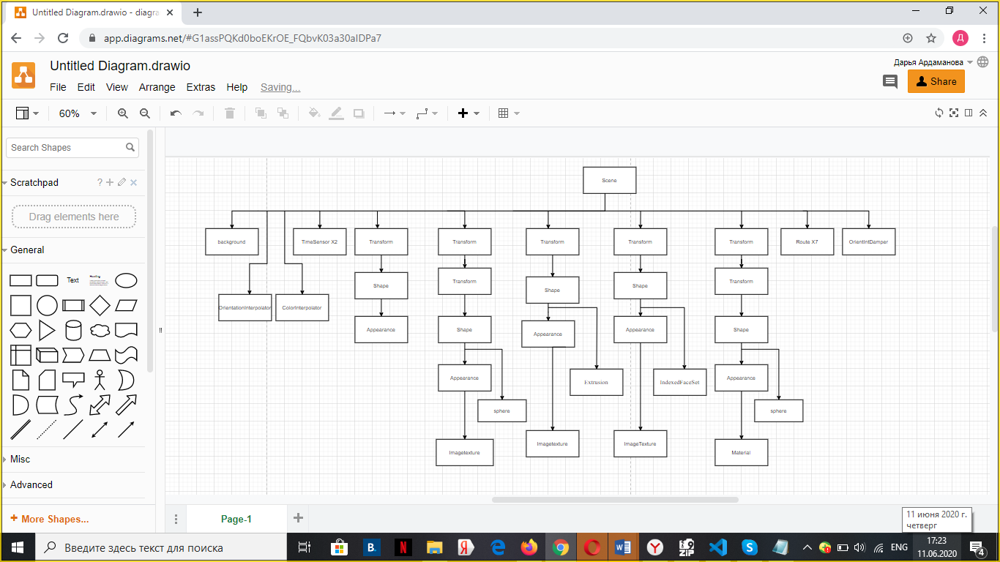 Untitled Diagram.drawio - diagra
app.diagrams.net/#G1assPQKd0boEKrOE_FQbvK03a30alDPa7
Д
Untitled Diagram.drawio
Дарья Ардаманова
File Edit View Arrange Extras Help Saving...
Share
60%
Search Shapes
Scratchpad
Drag elements here
General
Text
Heading
Misc
Advanced
+ More Shapes...
Scene
background
TimeSensor X2
Transform
Transform
Transform
Transform
Transform
Route X7
OrientIntDamper
OrientationInterpolator
ColorInterpolator
Shape
Transform
Shape
Shape
Transform
Appearance
Shape
Appearance
Appearance
Shape
Appearance
Extrusion
IndexedFaceSet
Appearance
sphere
sphere
Imagetexture
Imagetexture
ImageTexture
Material
Page-1
11 июня 2020 г.
четверг
Введите здесь текст для поиска
B.
N
Я
9
ZIP
ENG
17:23
11.06.2020
4